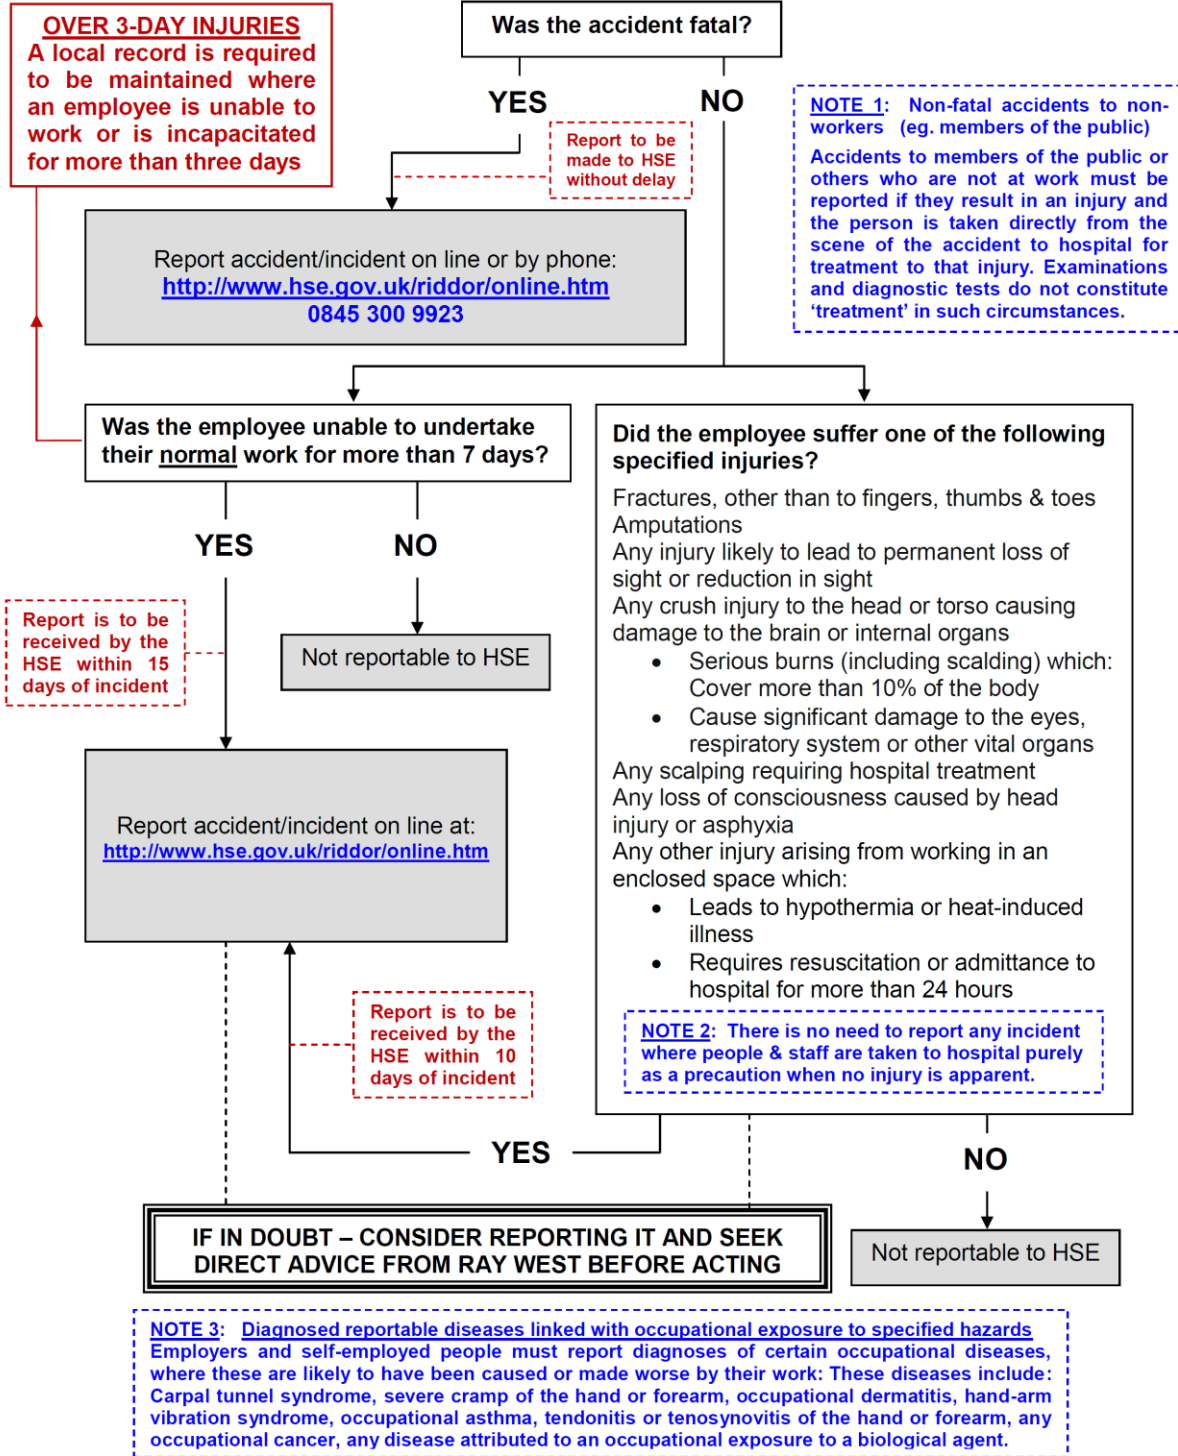 OVER 3-DAY INJURIES
A local record is required
to be maintained where
an employee is unable to
work or is incapacitated
for more than three days
Was the accident fatal?
YES
NO
Report to be
made to HSE
without delay
NOTE 1: Non-fatal accidents to non-
workers (eg. members of the public)
Accidents to members of the public or
others who are not at work must be
reported if they result in an injury and
the person is taken directly from the
scene of the accident to hospital for
treatment to that injury. Examinations
and diagnostic tests do not constitute
‘treatment’ in such circumstances.
Report accident/incident on line or by phone:
http://www.hse.gov.uk/riddor/online.htm
0845 300 9923
Was the employee unable to undertake
their normal work for more than 7 days?
YES
NO
Report is to be
received by the
HSE within 15
days of incident
Not reportable to HSE
Report accident/incident on line at:
http://www.hse.gov.uk/riddor/online.htm
Did the employee suffer one of the following
specified injuries?
Fractures, other than to fingers, thumbs & toes
Amputations
Any injury likely to lead to permanent loss of
sight or reduction in sight
Any crush injury to the head or torso causing
damage to the brain or internal organs
• Serious burns (including scalding) which:
Cover more than 10% of the body
• Cause significant damage to the eyes,
respiratory system or other vital organs
Any scalping requiring hospital treatment
Any loss of consciousness caused by head
injury or asphyxia
Any other injury arising from working in an
enclosed space which:
• Leads to hypothermia or heat-induced
illness
• Requires resuscitation or admittance to
hospital for more than 24 hours
NOTE 2: There is no need to report any incident
where people & staff are taken to hospital purely
as a precaution when no injury is apparent.
Report is to be
received by the
HSE within 10
days of incident
YES
NO
IF IN DOUBT – CONSIDER REPORTING IT AND SEEK
DIRECT ADVICE FROM RAY WEST BEFORE ACTING
Not reportable to HSE
NOTE 3: Diagnosed reportable diseases linked with occupational exposure to specified hazards
Employers and self-employed people must report diagnoses of certain occupational diseases,
where these are likely to have been caused or made worse by their work: These diseases include:
Carpal tunnel syndrome, severe cramp of the hand or forearm, occupational dermatitis, hand-arm
vibration syndrome, occupational asthma, tendonitis or tenosynovitis of the hand or forearm, any
occupational cancer, any disease attributed to an occupational exposure to a biological agent.